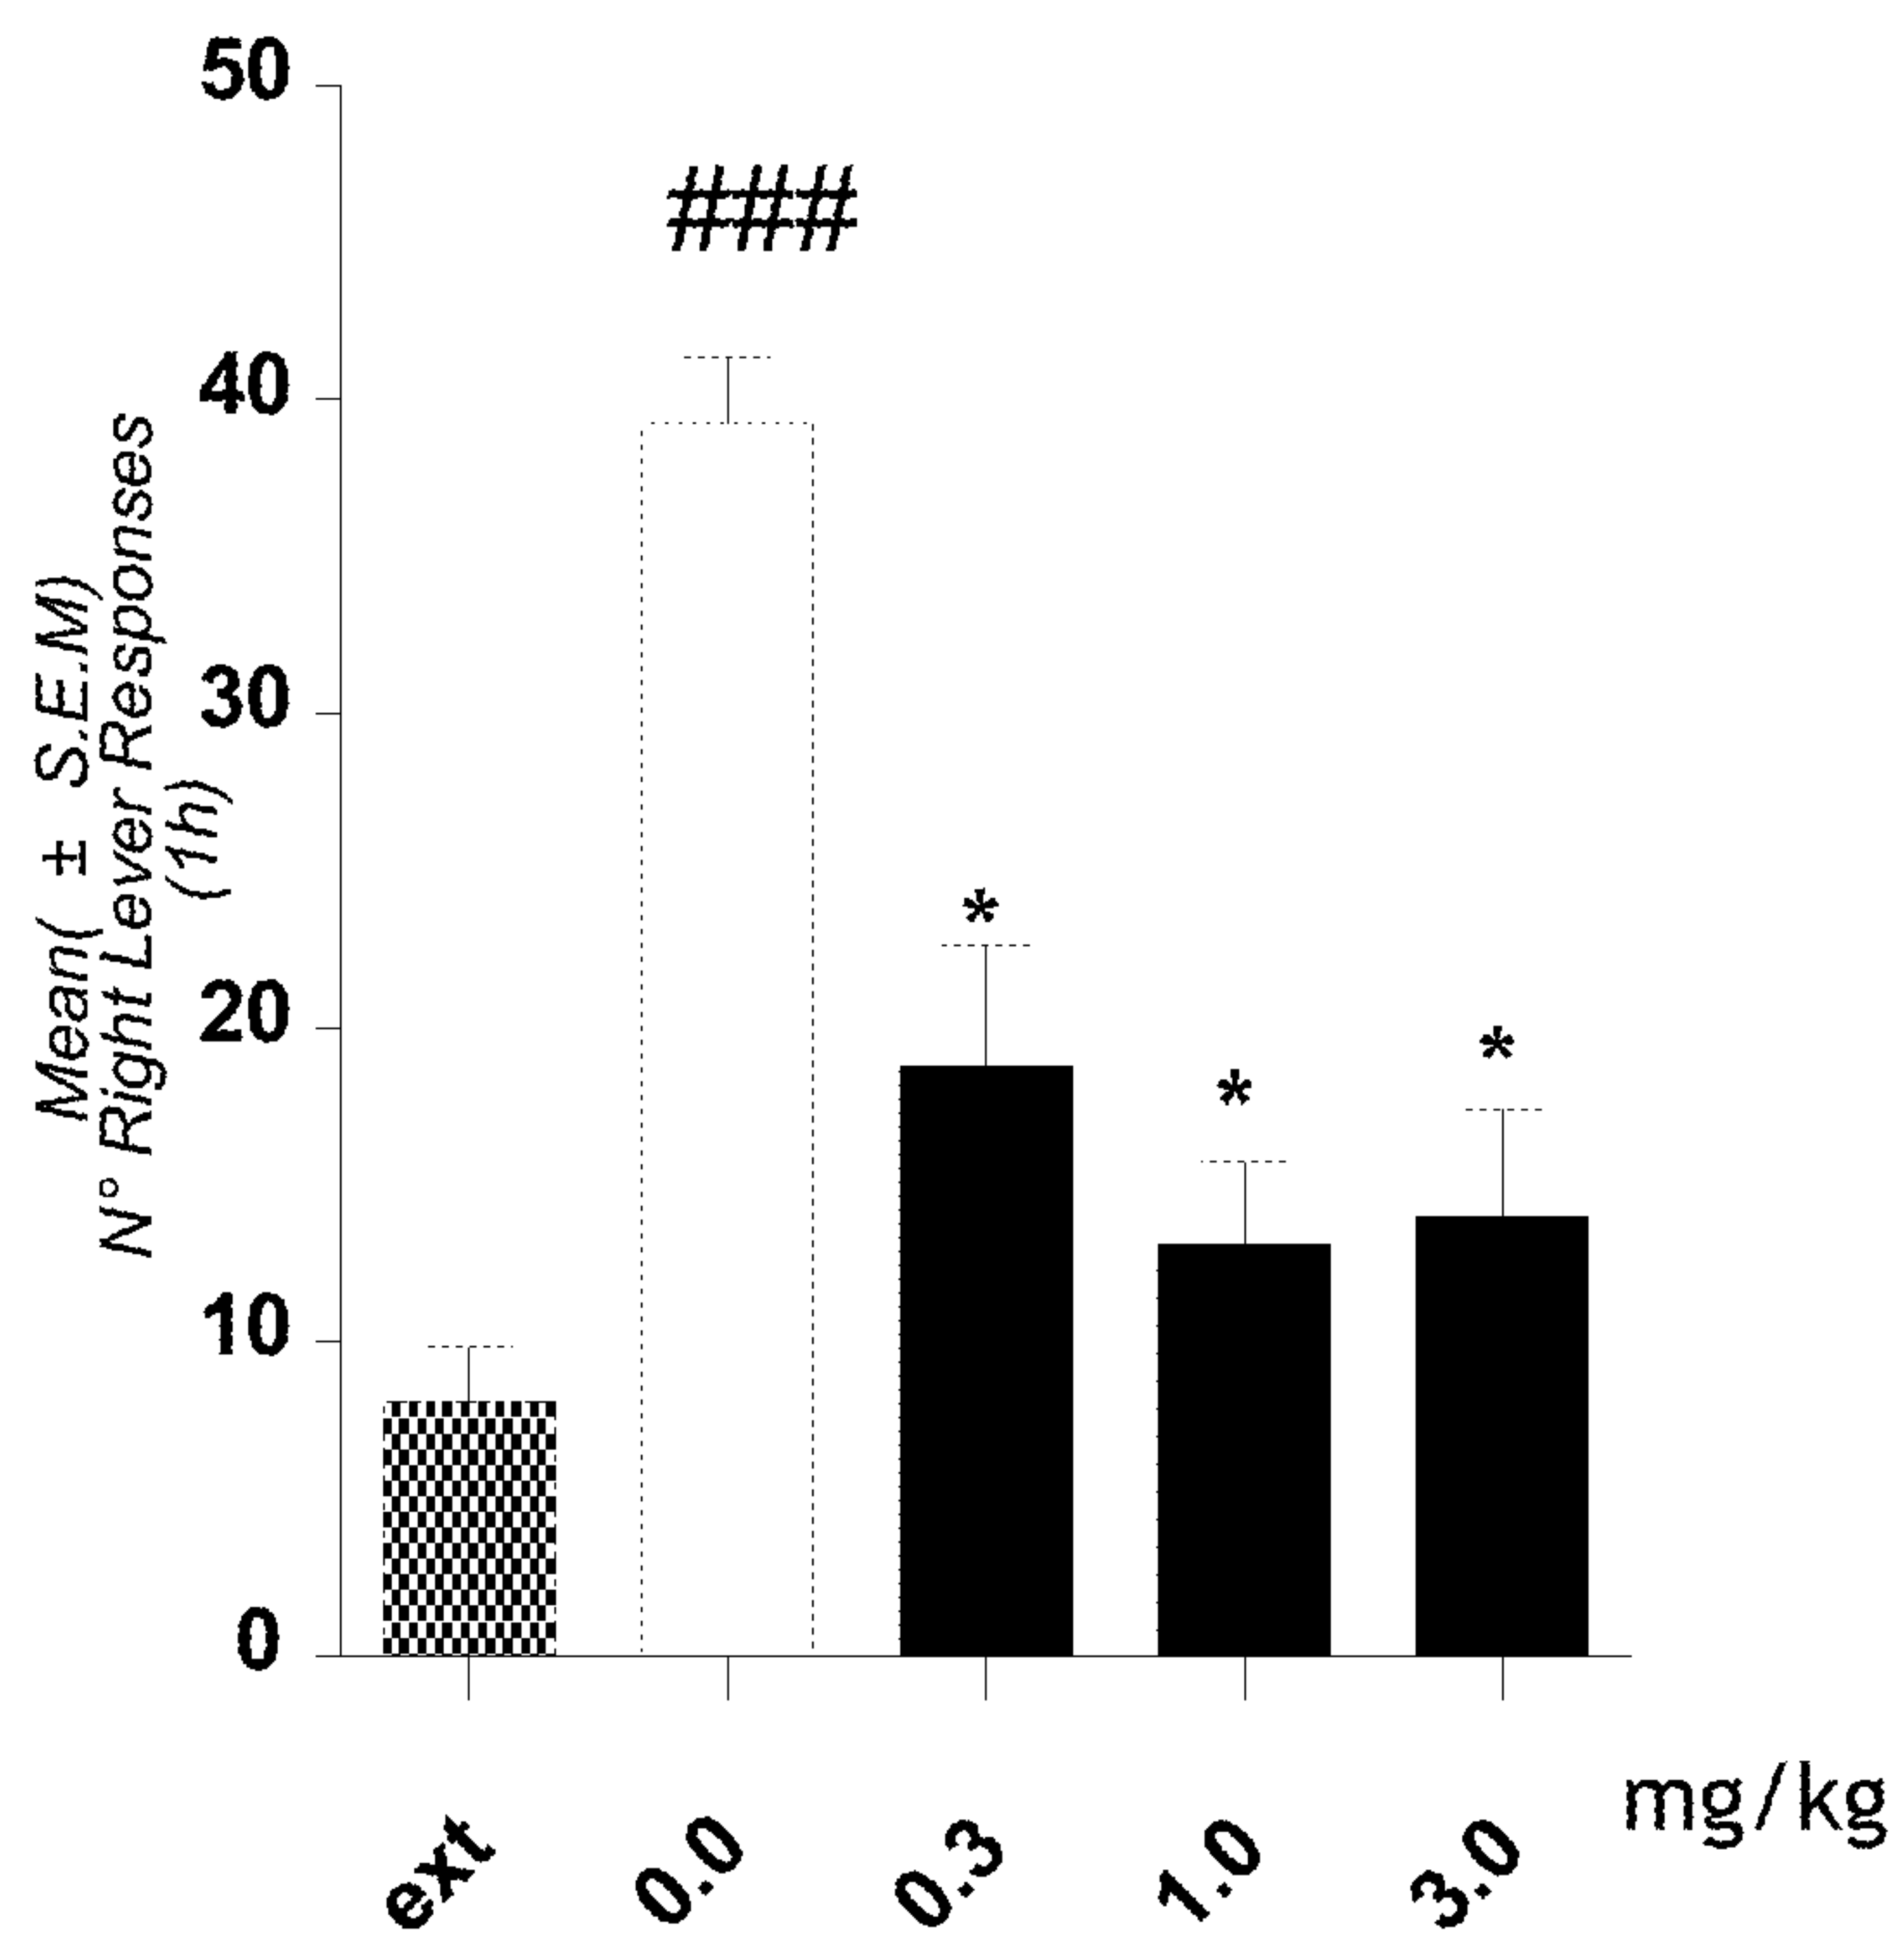 Mean( ± S.E.M)
N° Right Lever Responses
(1h)
50
40
30
20
10
0
###
*
*
*
ext
0.0
0.3
1.0
3.0
mg/kg